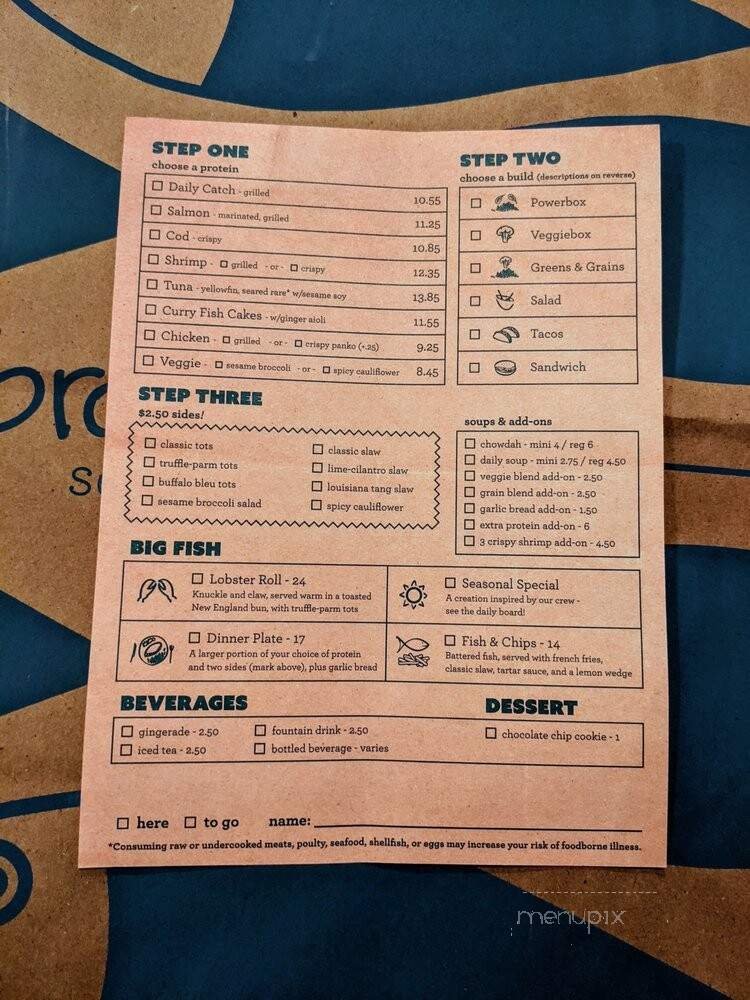 STEP ONE
choose a protein
Daily Catch - grilled 10.55
Salmon - marinated, grilled 11.25
Cod - crispy 10.85
Shrimp - grilled - or - crispy 12.35
Tuna - yellowfin, seared rare* w/sesame soy 13.85
Curry Fish Cakes - w/ginger aioli 11.55
Chicken - grilled - or - crispy panko (+.25) 9.25
Veggie - sesame broccoli - or - spicy cauliflower 8.45
STEP TWO
choose a build (descriptions on reverse)
Powerbox
Veggiebox
Greens & Grains
Salad
Tacos
Sandwich
STEP THREE
$2.50 sides!
classic tots
truffle-parm tots
buffalo bleu tots
sesame broccoli salad
classic slaw
lime-cilantro slaw
louisiana tang slaw
spicy cauliflower
soups & add-ons
chowdah - mini 4 / reg 6
daily soup - mini 2.75 / reg 4.50
veggie blend add-on - 2.50
grain blend add-on - 2.50
garlic bread add-on - 1.50
extra protein add-on - 6
3 crispy shrimp add-on - 4.50
BIG FISH
Lobster Roll - 24
Knuckle and claw, served warm in a toasted
New England bun, with truffle-parm tots
Seasonal Special
A creation inspired by our crew -
see the daily board!
Dinner Plate - 17
A larger portion of your choice of protein
and two sides (mark above), plus garlic bread
Fish & Chips - 14
Battered fish, served with french fries,
classic slaw, tartar sauce, and a lemon wedge
BEVERAGES
gingerade - 2.50
iced tea - 2.50
fountain drink - 2.50
bottled beverage - varies
DESSERT
chocolate chip cookie - 1
here to go name:
*Consuming raw or undercooked meats, poulty, seafood, shellfish, or eggs may increase your risk of foodborne illness.
menupix